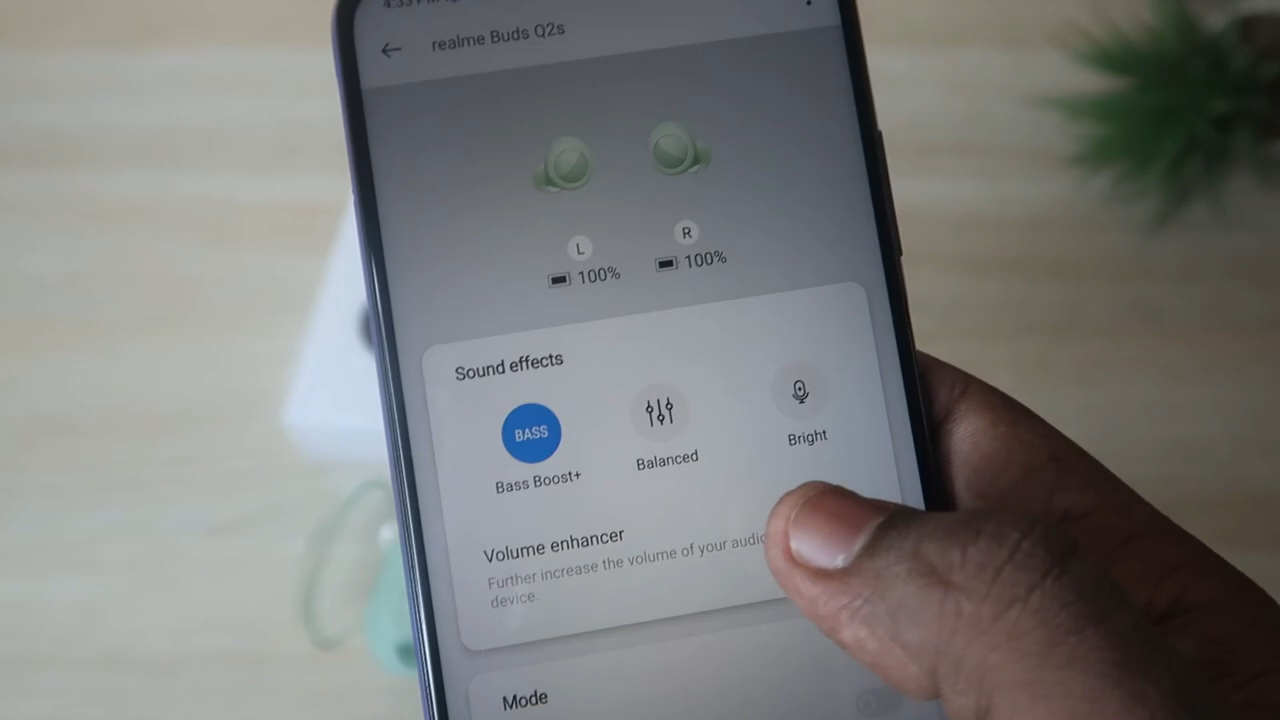 realme Buds Q2s
L
R
100%
100%
Sound effects
BASS
Bass Boost+
Balanced
Bright
Volume enhancer
Further increase the volume of your audio
device.
Mode